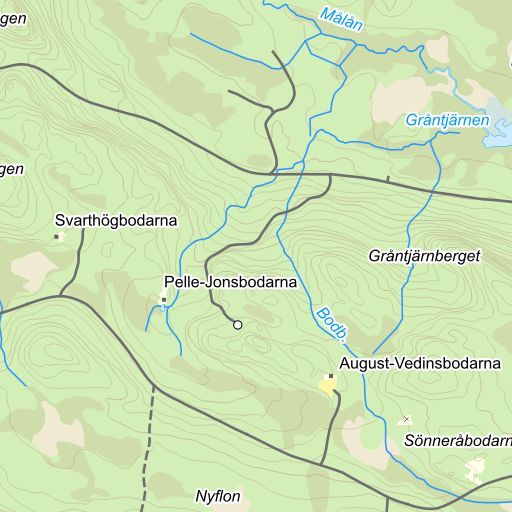 Målån
gen
Gråntjärnen
gen
Svarthögbodarna
Gråntjärnberget
Pelle-Jonsbodarna
Bodb.
August-Vedinsbodarna
Sönneråbodarn
Nyflon